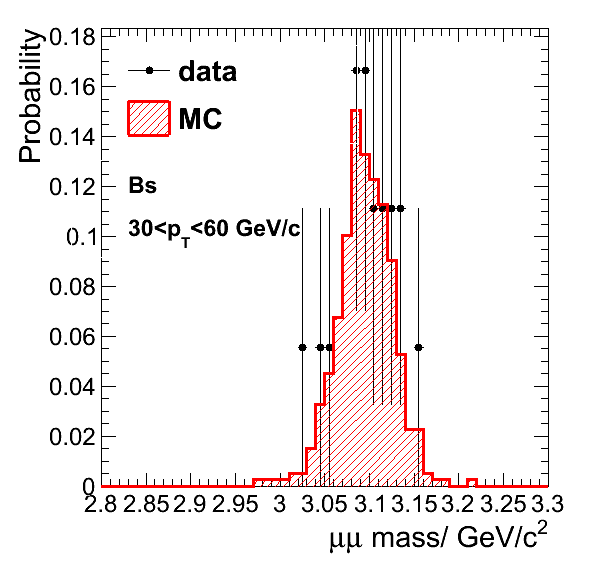 Probability
0.18
0.16
0.14
0.12
0.1
0.08
0.06
0.04
0.02
0
data
MC
Bs
30<p_T<60 GeV/c
2.8 2.85 2.9 2.95 3 3.05 3.1 3.15 3.2 3.25 3.3
μμ mass/ GeV/c²